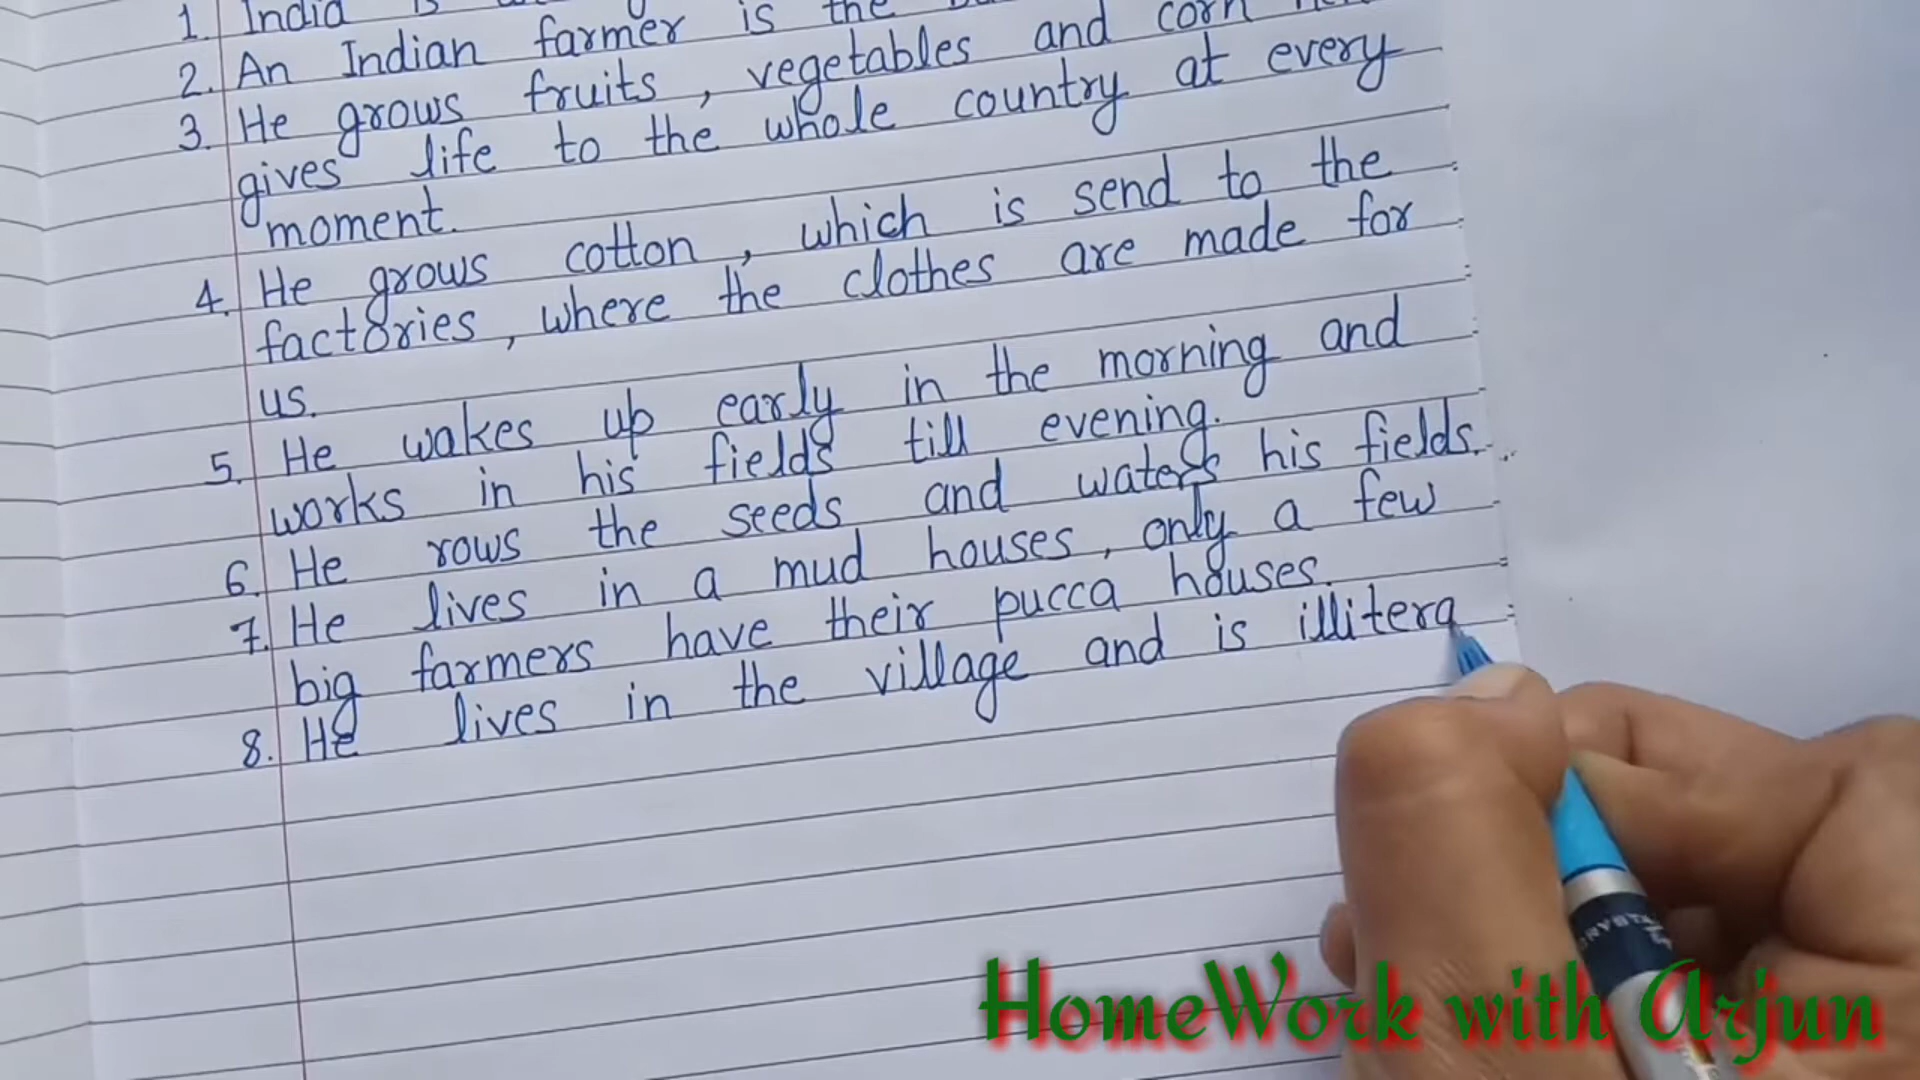 1. India is
2. An Indian farmer is the
3. He grows fruits, vegetables and corn
gives life to the whole country at every
moment.
4. He grows cotton, which is send to the
factories, where the clothes are made for
us.
5. He wakes up early in the morning and
works in his fields till evening.
6. He rows the seeds and waters his fields.
7. He lives in a mud houses, only a few
big farmers have their pucca houses.
8. He lives in the village and is illitera
HomeWork with Arjun